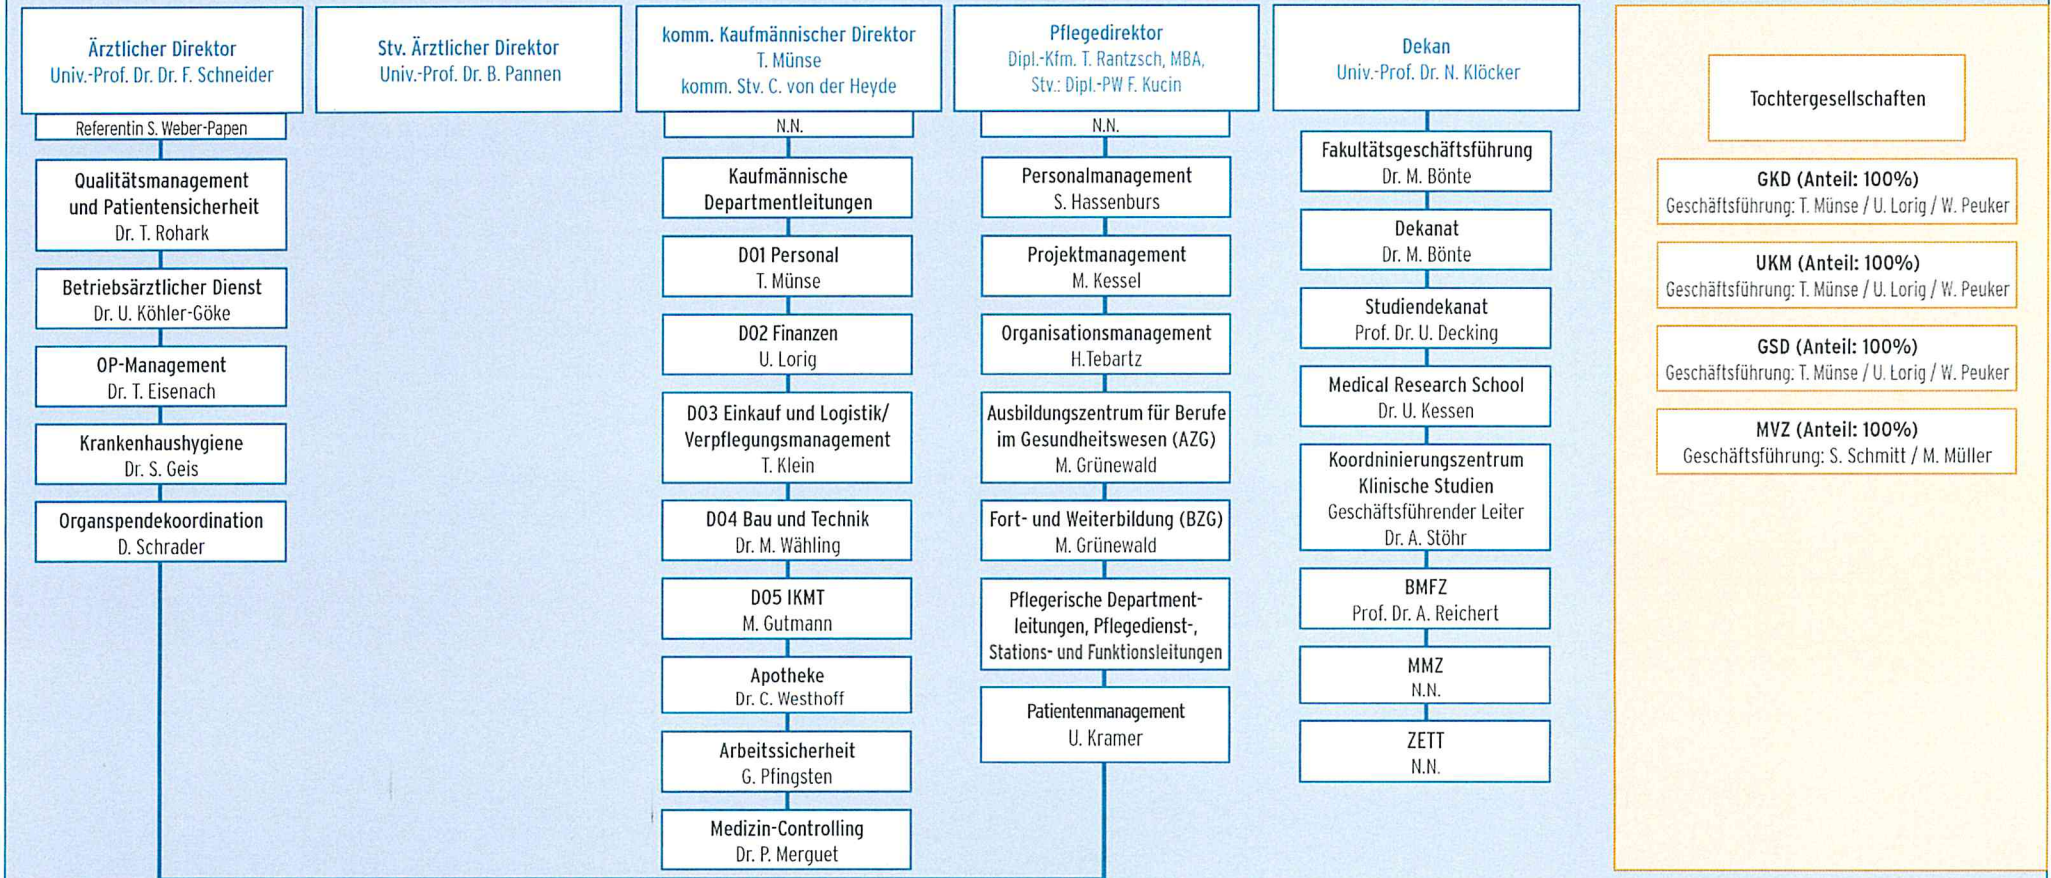 Ärztlicher Direktor
Univ.-Prof. Dr. Dr. F. Schneider
Referentin S. Weber-Papen
Qualitätsmanagement
und Patientensicherheit
Dr. T. Rohark
Betriebsärztlicher Dienst
Dr. U. Köhler-Göke
OP-Management
Dr. T. Eisenach
Krankenhaushygiene
Dr. S. Geis
Organspendekoordination
D. Schrader
Stv. Ärztlicher Direktor
Univ.-Prof. Dr. B. Pannen
komm. Kaufmännischer Direktor
T. Münse
komm. Stv. C. von der Heyde
N.N.
Kaufmännische
Departmentleitungen
D01 Personal
T. Münse
D02 Finanzen
U. Lorig
D03 Einkauf und Logistik/
Verpflegungsmanagement
T. Klein
D04 Bau und Technik
Dr. M. Wähling
D05 IKMT
M. Gutmann
Apotheke
Dr. C. Westhoff
Arbeitssicherheit
G. Pfingsten
Medizin-Controlling
Dr. P. Merguet
Pflegedirektor
Dipl.-Kfm. T. Rantzsch, MBA,
Stv.: Dipl.-PW F. Kucin
N.N.
Personalmanagement
S. Hassenburs
Projektmanagement
M. Kessel
Organisationsmanagement
H.Tebartz
Ausbildungszentrum für Berufe
im Gesundheitswesen (AZG)
M. Grünewald
Fort- und Weiterbildung (BZG)
M. Grünewald
Pflegerische Department-
leitungen, Pflegedienst-,
Stations- und Funktionsleitungen
Patientenmanagement
U. Kramer
Dekan
Univ.-Prof. Dr. N. Klöcker
Fakultätsgeschäftsführung
Dr. M. Bönte
Dekanat
Dr. M. Bönte
Studiendekanat
Prof. Dr. U. Decking
Medical Research School
Dr. U. Kessen
Koordninierungszentrum
Klinische Studien
Geschäftsführender Leiter
Dr. A. Stöhr
BMFZ
Prof. Dr. A. Reichert
MMZ
N.N.
ZETT
N.N.
Tochtergesellschaften
GKD (Anteil: 100%)
Geschäftsführung: T. Münse / U. Lorig / W. Peuker
UKM (Anteil: 100%)
Geschäftsführung: T. Münse / U. Lorig / W. Peuker
GSD (Anteil: 100%)
Geschäftsführung: T. Münse / U. Lorig / W. Peuker
MVZ (Anteil: 100%)
Geschäftsführung: S. Schmitt / M. Müller